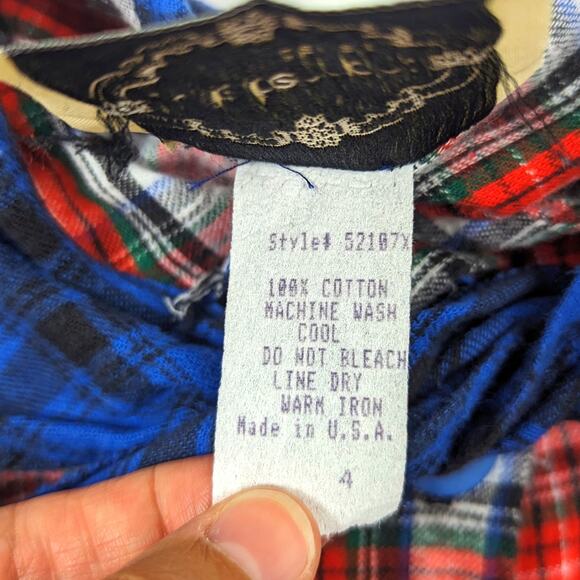 Style# 52107X
100% COTTON
MACHINE WASH
COOL
DO NOT BLEACH
LINE DRY
WARM IRON
Made in U.S.A.
4